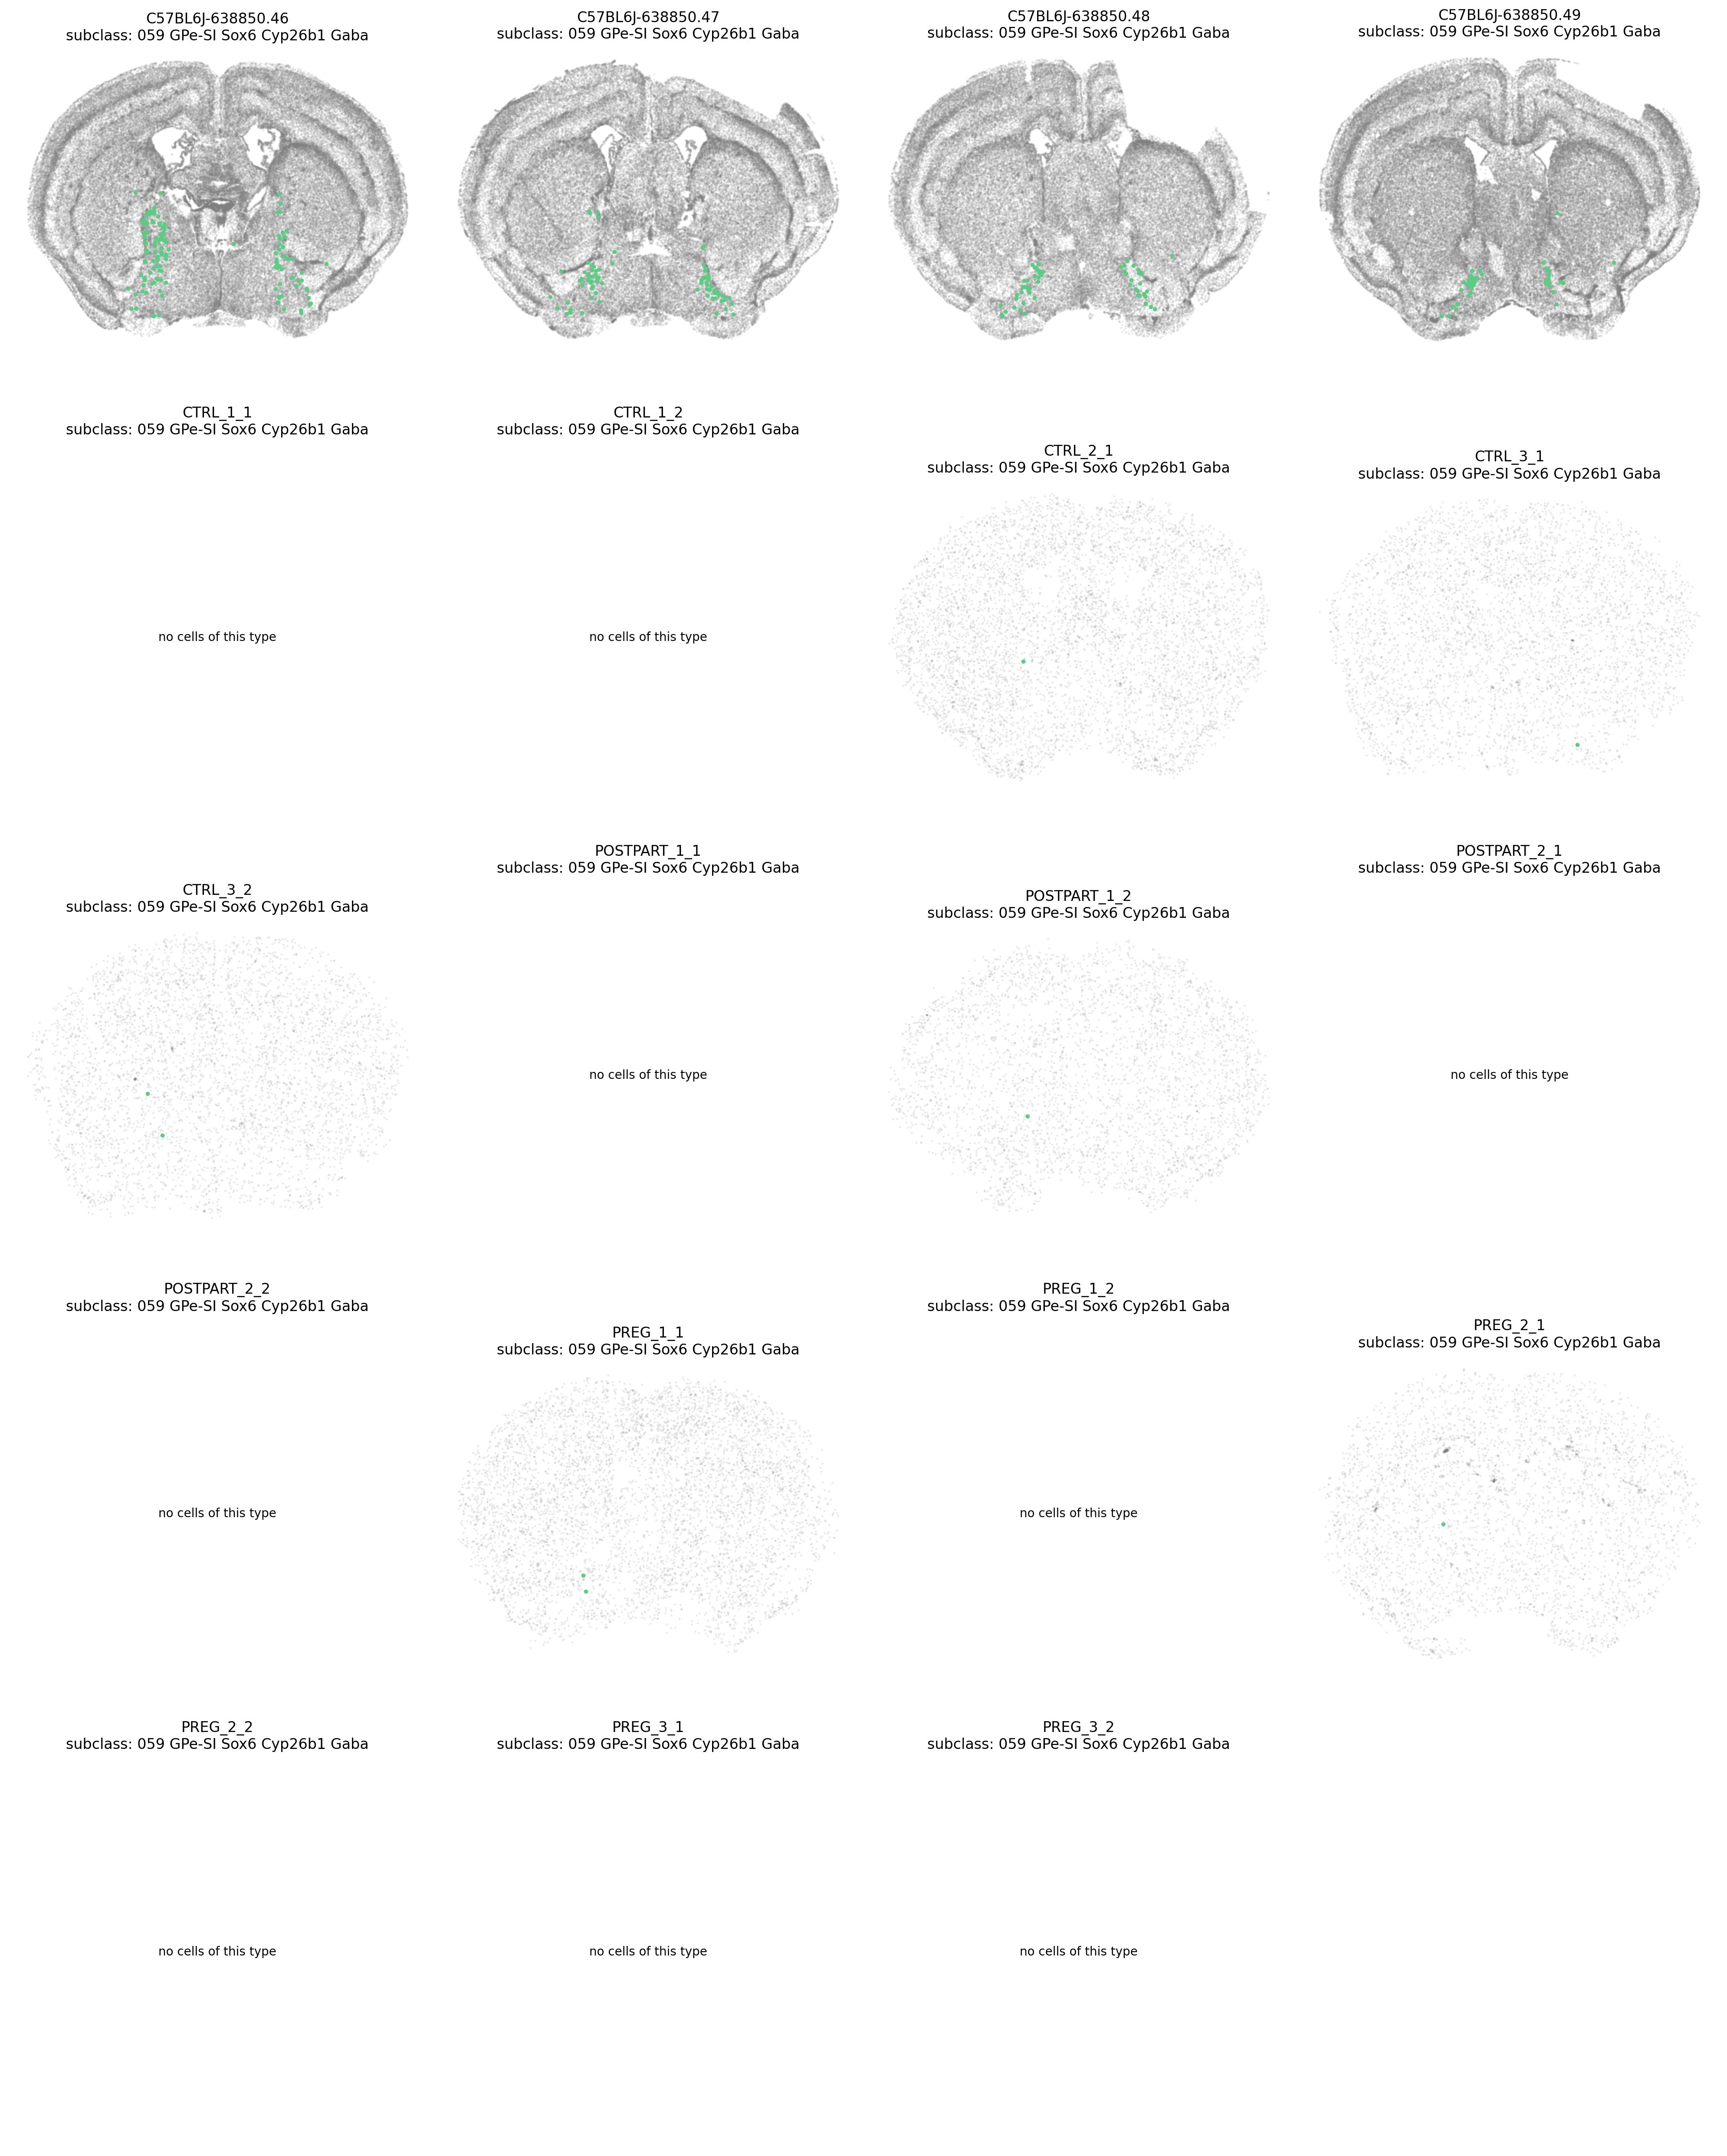 C57BL6J-638850.46
subclass: 059 GPe-SI Sox6 Cyp26b1 Gaba
C57BL6J-638850.47
subclass: 059 GPe-SI Sox6 Cyp26b1 Gaba
C57BL6J-638850.48
subclass: 059 GPe-SI Sox6 Cyp26b1 Gaba
C57BL6J-638850.49
subclass: 059 GPe-SI Sox6 Cyp26b1 Gaba
CTRL_1_1
subclass: 059 GPe-SI Sox6 Cyp26b1 Gaba
no cells of this type
CTRL_1_2
subclass: 059 GPe-SI Sox6 Cyp26b1 Gaba
no cells of this type
CTRL_2_1
subclass: 059 GPe-SI Sox6 Cyp26b1 Gaba
CTRL_3_1
subclass: 059 GPe-SI Sox6 Cyp26b1 Gaba
CTRL_3_2
subclass: 059 GPe-SI Sox6 Cyp26b1 Gaba
POSTPART_1_1
subclass: 059 GPe-SI Sox6 Cyp26b1 Gaba
no cells of this type
POSTPART_1_2
subclass: 059 GPe-SI Sox6 Cyp26b1 Gaba
POSTPART_2_1
subclass: 059 GPe-SI Sox6 Cyp26b1 Gaba
no cells of this type
POSTPART_2_2
subclass: 059 GPe-SI Sox6 Cyp26b1 Gaba
no cells of this type
PREG_1_1
subclass: 059 GPe-SI Sox6 Cyp26b1 Gaba
PREG_1_2
subclass: 059 GPe-SI Sox6 Cyp26b1 Gaba
no cells of this type
PREG_2_1
subclass: 059 GPe-SI Sox6 Cyp26b1 Gaba
PREG_2_2
subclass: 059 GPe-SI Sox6 Cyp26b1 Gaba
no cells of this type
PREG_3_1
subclass: 059 GPe-SI Sox6 Cyp26b1 Gaba
no cells of this type
PREG_3_2
subclass: 059 GPe-SI Sox6 Cyp26b1 Gaba
no cells of this type